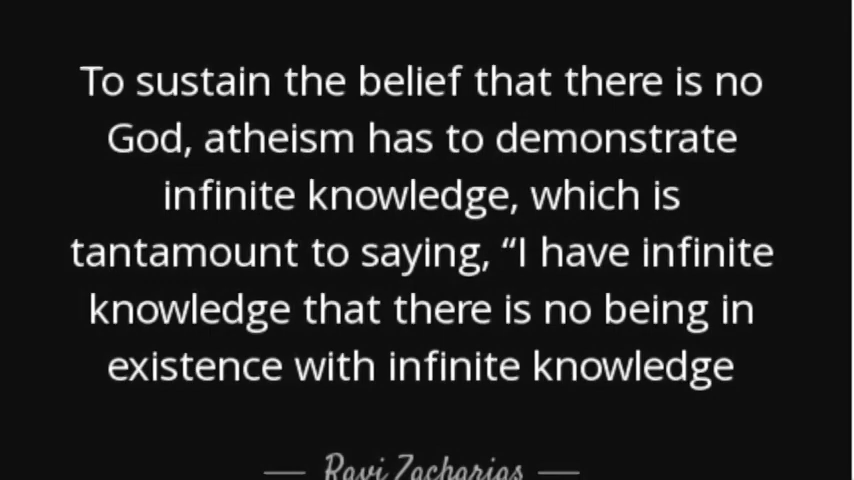 To sustain the belief that there is no
God, atheism has to demonstrate
infinite knowledge, which is
tantamount to saying, “I have infinite
knowledge that there is no being in
existence with infinite knowledge
— Ravi Zacharias —